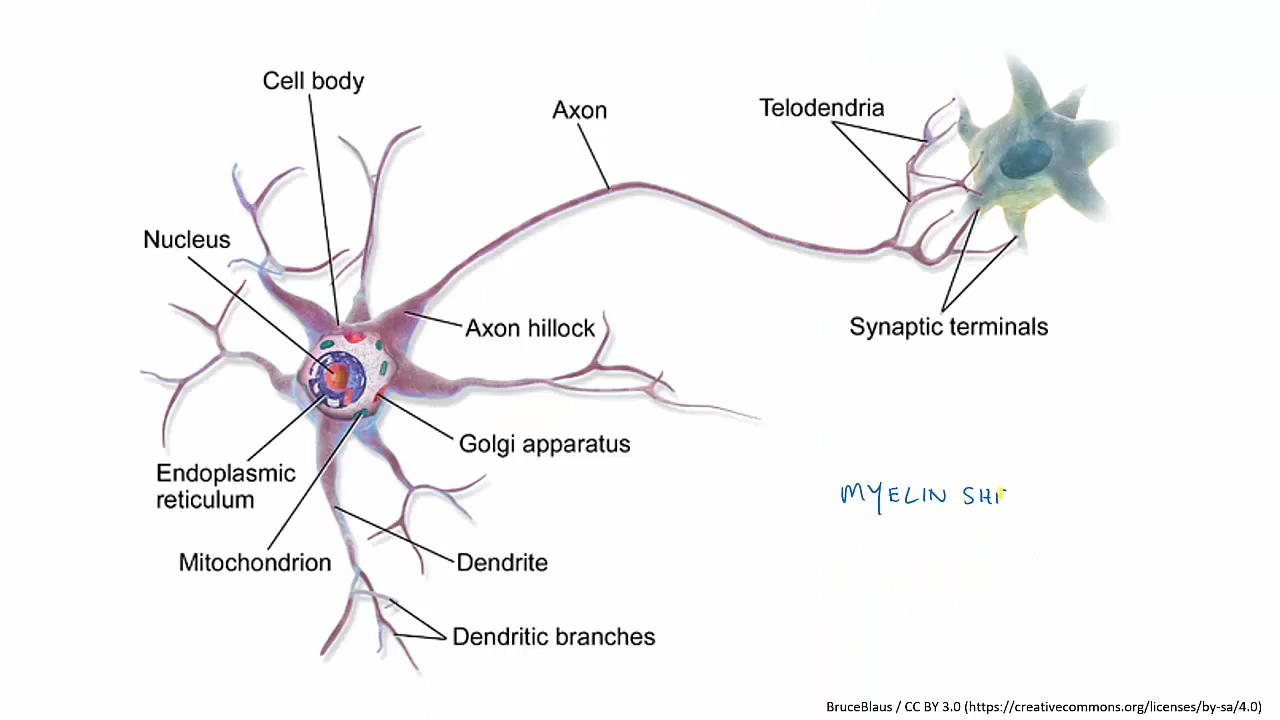 Cell body
Axon
Telodendria
Nucleus
Axon hillock
Synaptic terminals
Golgi apparatus
Endoplasmic
reticulum
MYELIN
Mitochondrion
Dendrite
Dendritic branches
BruceBlaus / CC BY 3.0 (https://creativecommons.org/licenses/by-sa/4.0)